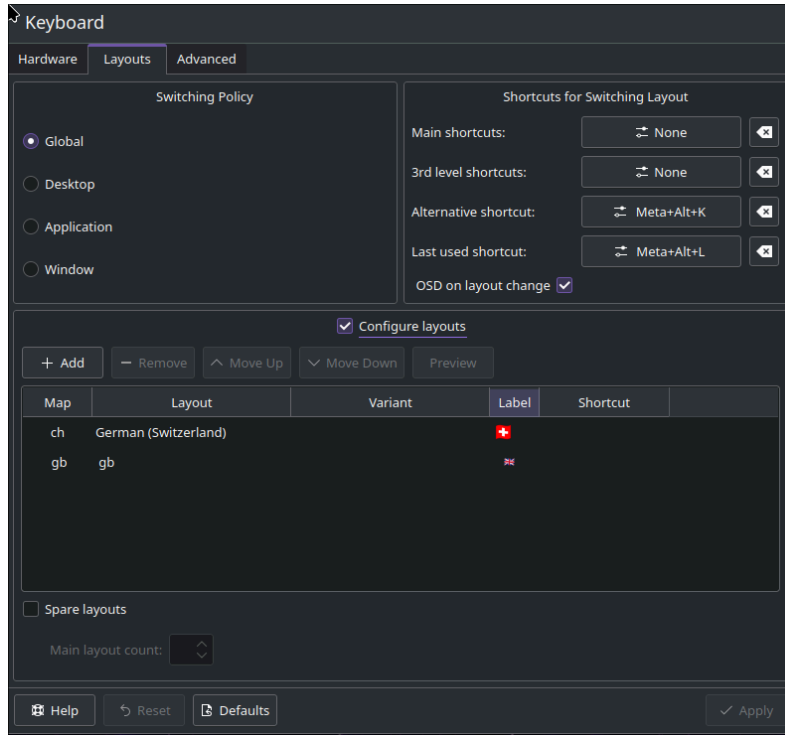 Keyboard
Hardware Layouts Advanced
Switching Policy
Global
Desktop
Application
Window
Shortcuts for Switching Layout
Main shortcuts: None
3rd level shortcuts: None
Alternative shortcut: Meta+Alt+K
Last used shortcut: Meta+Alt+L
OSD on layout change
Configure layouts
Add Remove Move Up Move Down Preview
Map Layout Variant Label Shortcut
ch German (Switzerland)
gb gb
Spare layouts
Main layout count:
Help Reset Defaults Apply